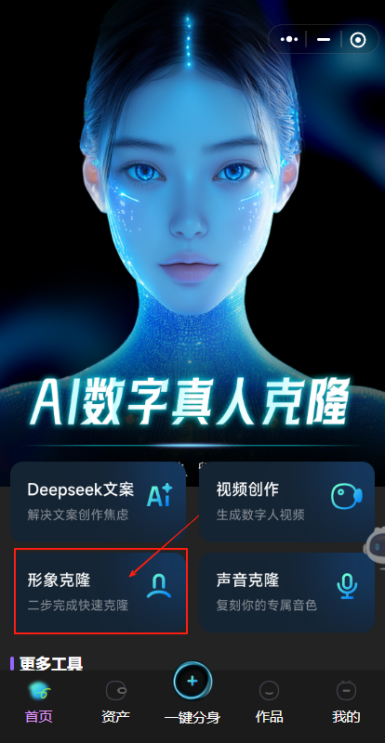 AI数字真人克隆
Deepseek文案
解决文案创作焦虑
Ai
视频创作
生成数字人视频
形象克隆
二步完成快速克隆
声音克隆
复刻你的专属音色
更多工具
首页
资产
一键分身
作品
我的